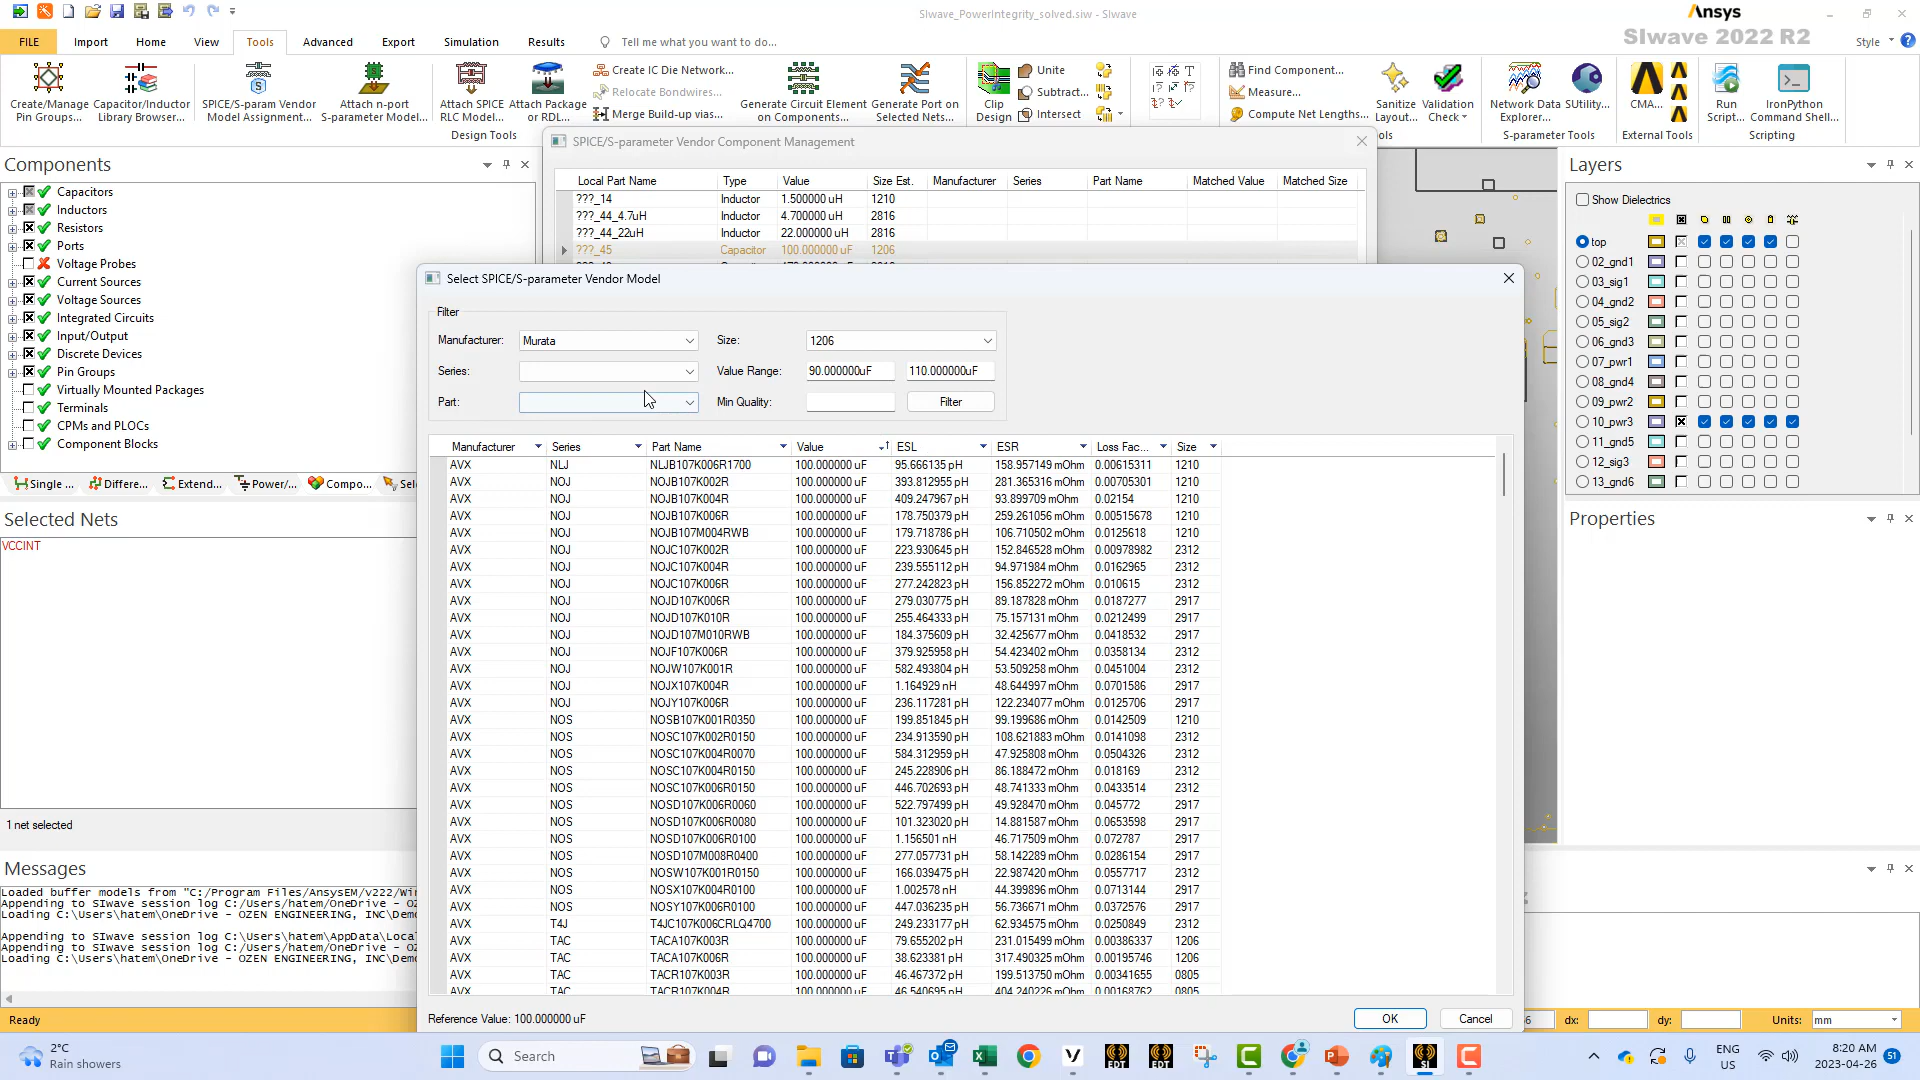 SIwave_PowerIntegrity_solved.siw - SIwave
Ansys
SIwave 2022 R2
FILE Import Home View Tools Advanced Export Simulation Results Tell me what you want to do... Style
Create/Manage Pin Groups...
Capacitor/Inductor Library Browser...
SPICE/S-param Vendor Model Assignment...
Attach n-port S-parameter Model...
Attach SPICE RLC Model...
Attach Package or RDL...
Create IC Die Network...
Relocate Bondwires...
Merge Build-up vias...
Generate Circuit Element on Components...
Generate Port on Selected Nets...
Design Tools
Clip Design
Unite
Subtract...
Intersect
Find Component...
Measure...
Compute Net Lengths...
Sanitize Layout...
Validation Check
Network Data Explorer...
SUtility...
S-parameter Tools
CMA...
External Tools
Run Script...
IronPython Command Shell...
Scripting
Components
Capacitors
Inductors
Resistors
Ports
Voltage Probes
Current Sources
Voltage Sources
Integrated Circuits
Input/Output
Discrete Devices
Pin Groups
Virtually Mounted Packages
Terminals
CPMs and PLOCs
Component Blocks
Single ... Differe... Extend... Power/... Compo... Sel
Selected Nets
VCCINT
1 net selected
Messages
Loaded buffer models from "C:/Program Files/AnsysEM/v222/Wi
Appending to SIwave session log C:/Users/hatem/OneDrive - OZ
Loading C:\Users\hatem\OneDrive - OZEN ENGINEERING, INC\Demo
Appending to SIwave session log C:\Users\hatem\AppData\Loca
Appending to SIwave session log C:/Users/hatem/OneDrive - OZ
Loading C:\Users\hatem\OneDrive - OZEN ENGINEERING, INC\Dem
Ready
SPICE/S-parameter Vendor Component Management
Local Part Name Type Value Size Est. Manufacturer Series Part Name Matched Value Matched Size
???_14 Inductor 1.500000 uH 1210
???_44_4.7uH Inductor 4.700000 uH 2816
???_44_22uH Inductor 22.000000 uH 2816
???_45 Capacitor 100.000000 uF 1206
Select SPICE/S-parameter Vendor Model
Filter
Manufacturer: Murata Size: 1206
Series: Value Range: 90.000000uF 110.000000uF
Part: Min Quality: Filter
Manufacturer Series Part Name Value ESL ESR Loss Fac... Size
AVX NLJ NLJB107K006R1700 100.000000 uF 95.666135 pH 158.957149 mOhm 0.00615311 1210
AVX NOJ NOJB107K002R 100.000000 uF 393.812955 pH 281.365316 mOhm 0.00705301 1210
AVX NOJ NOJB107K004R 100.000000 uF 409.247967 pH 93.899709 mOhm 0.02154 1210
AVX NOJ NOJB107K006R 100.000000 uF 178.750379 pH 259.261056 mOhm 0.00515678 1210
AVX NOJ NOJB107M004RWB 100.000000 uF 179.718786 pH 106.710502 mOhm 0.0125618 1210
AVX NOJ NOJC107K002R 100.000000 uF 223.930645 pH 152.846528 mOhm 0.00978982 2312
AVX NOJ NOJC107K004R 100.000000 uF 239.555112 pH 94.971984 mOhm 0.0162965 2312
AVX NOJ NOJC107K006R 100.000000 uF 277.242823 pH 156.852272 mOhm 0.010615 2312
AVX NOJ NOJD107K006R 100.000000 uF 279.030775 pH 89.187828 mOhm 0.0187277 2917
AVX NOJ NOJD107K010R 100.000000 uF 255.464333 pH 75.157131 mOhm 0.0212499 2917
AVX NOJ NOJD107M010RWB 100.000000 uF 184.375609 pH 32.425677 mOhm 0.0418532 2917
AVX NOJ NOJF107K006R 100.000000 uF 379.925958 pH 54.423402 mOhm 0.0358134 2312
AVX NOJ NOJW107K001R 100.000000 uF 582.493804 pH 53.509258 mOhm 0.0451004 2312
AVX NOJ NOJX107K004R 100.000000 uF 1.164929 nH 48.644997 mOhm 0.0701586 2917
AVX NOJ NOJY107K006R 100.000000 uF 236.117281 pH 122.234077 mOhm 0.0125706 2917
AVX NOS NOSB107K001R0350 100.000000 uF 199.851845 pH 99.199686 mOhm 0.0142509 1210
AVX NOS NOSC107K002R0150 100.000000 uF 234.913590 pH 108.621883 mOhm 0.0141098 2312
AVX NOS NOSC107K004R0070 100.000000 uF 584.312959 pH 47.925808 mOhm 0.0504326 2312
AVX NOS NOSC107K004R0150 100.000000 uF 245.228906 pH 86.188472 mOhm 0.018169 2312
AVX NOS NOSC107K006R0150 100.000000 uF 446.702693 pH 48.741333 mOhm 0.0433514 2312
AVX NOS NOSD107K006R0060 100.000000 uF 522.797499 pH 49.928470 mOhm 0.045772 2917
AVX NOS NOSD107K006R0080 100.000000 uF 101.323020 pH 14.881587 mOhm 0.0653598 2917
AVX NOS NOSD107K006R0100 100.000000 uF 1.156501 nH 46.717509 mOhm 0.072787 2917
AVX NOS NOSD107M008R0400 100.000000 uF 277.057731 pH 58.142289 mOhm 0.0286154 2917
AVX NOS NOSW107K001R0150 100.000000 uF 166.039475 pH 22.987420 mOhm 0.0557717 2312
AVX NOS NOSX107K004R0100 100.000000 uF 1.002578 nH 44.399896 mOhm 0.0713144 2917
AVX NOS NOSY107K006R0100 100.000000 uF 447.036235 pH 56.736671 mOhm 0.0372576 2917
AVX T4J T4JC107K006CRLQ4700 100.000000 uF 249.233177 pH 62.934575 mOhm 0.0250849 2312
AVX TAC TACA107K003R 100.000000 uF 79.655202 pH 231.015499 mOhm 0.00386337 1206
AVX TAC TACA107K006R 100.000000 uF 38.623381 pH 317.490325 mOhm 0.00195746 1206
AVX TAC TACR107K003R 100.000000 uF 46.467372 pH 199.513750 mOhm 0.00341655 0805
AVX TAC TACR107K004R 100.000000 uF 46.540695 pH 404.240226 mOhm 0.00168762 0805
Reference Value: 100.000000 uF OK Cancel
Layers
Show Dielectrics
top
02_gnd1
03_sig1
04_gnd2
05_sig2
06_gnd3
07_pwr1
08_gnd4
09_pwr2
10_pwr3
11_gnd5
12_sig3
13_gnd6
Properties
dx: dy: Units: mm
2°C
Rain showers
Search
ENG
US
8:20 AM
2023-04-26
51